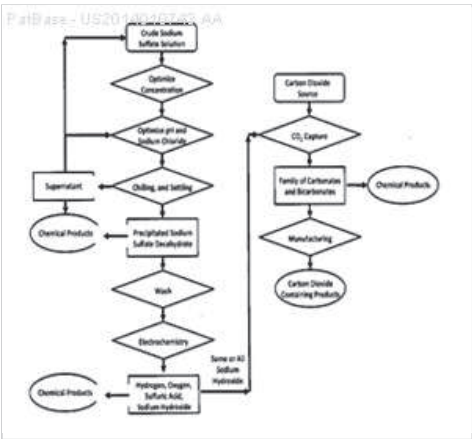 PatBase - US2014010743 AA
Crude Sodium
Sulfate Solution
Optimize
Concentration
Optimize pH and
Sodium Chloride
Supernatant
Chilling, and Settling
Chemical Products
Precipitated Sodium
Sulfate Decahydrate
Wash
Electrochemistry
Chemical Products
Hydrogen, Oxygen,
Sulfuric Acid,
Sodium Hydroxide
Some or All
Sodium
Hydroxide
Carbon Dioxide
Source
CO₂ Capture
Family of Carbonates
and Bicarbonates
Chemical Products
Manufacturing
Carbon Dioxide
Containing Products